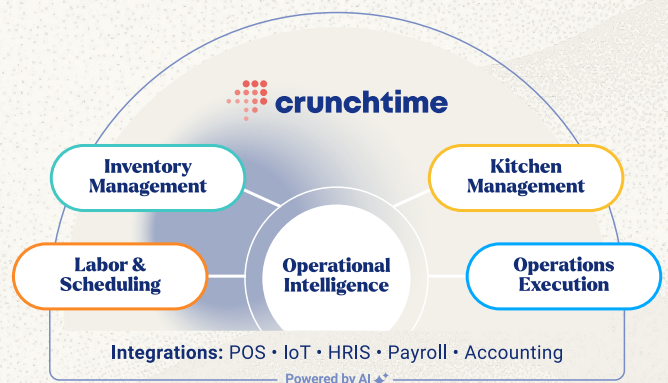 crunchtime
Inventory
Management
Kitchen
Management
Labor &
Scheduling
Operational
Intelligence
Operations
Execution
Integrations: POS • IoT • HRIS • Payroll • Accounting
Powered by AI